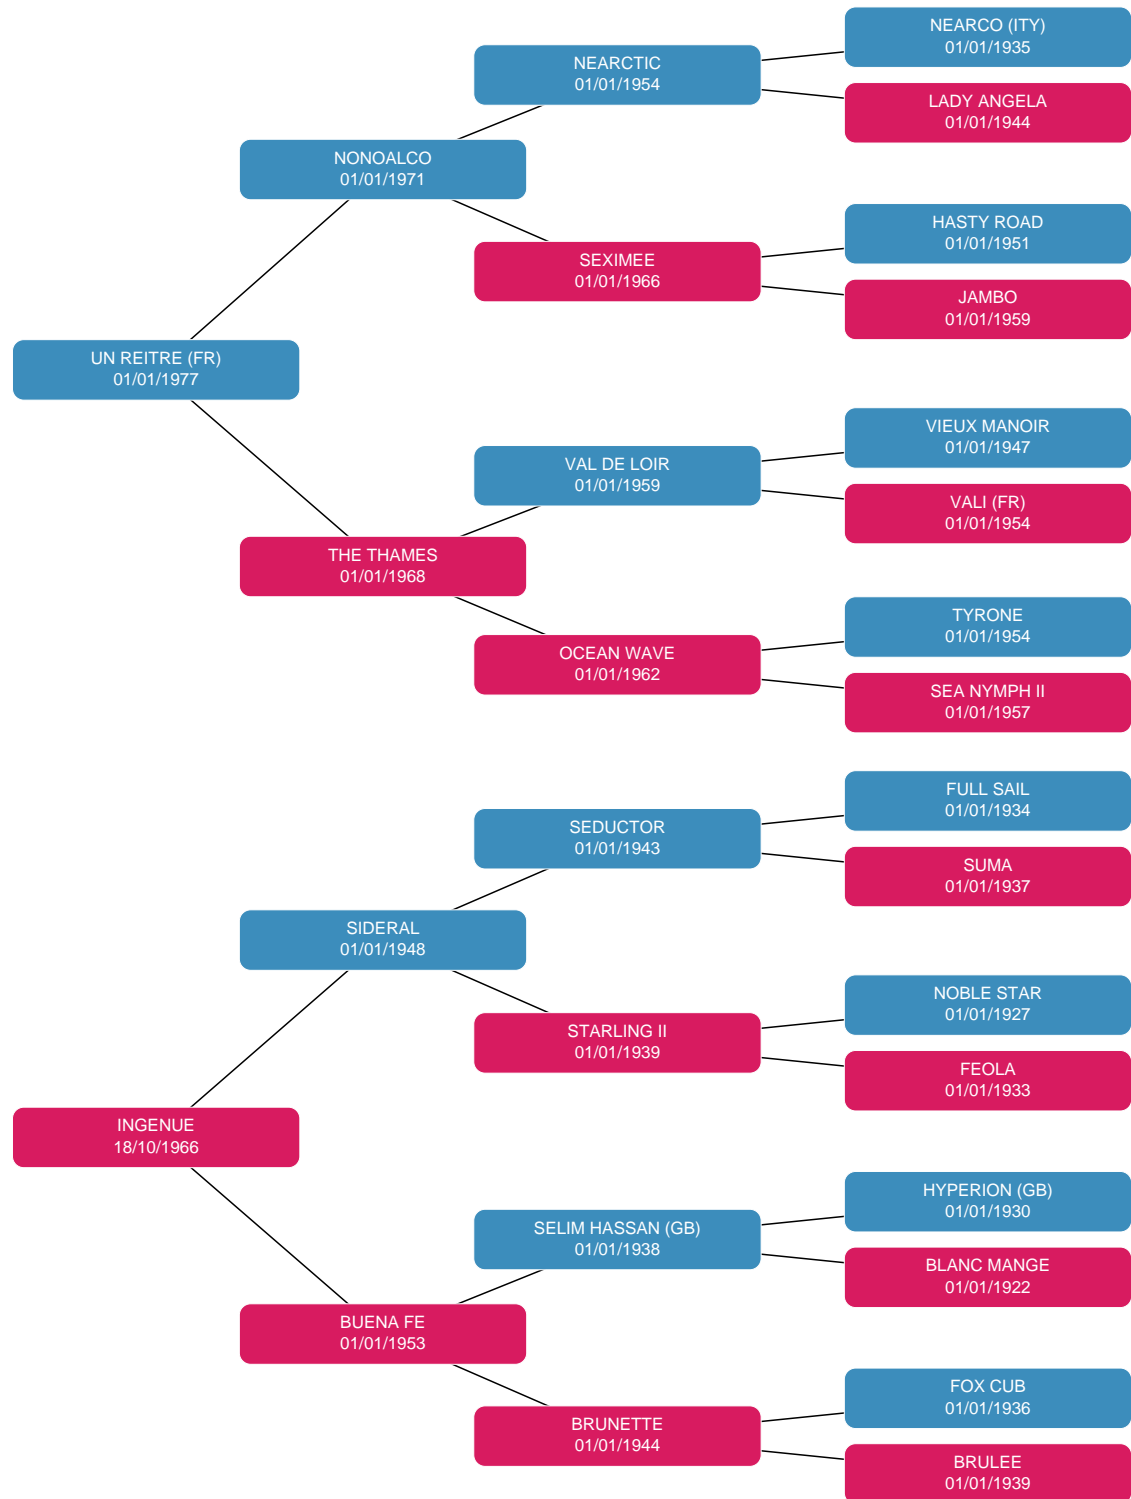 NEARCO (ITY)
01/01/1935
NEARCTIC
01/01/1954
LADY ANGELA
01/01/1944
NONOALCO
01/01/1971
HASTY ROAD
01/01/1951
SEXIMEE
01/01/1966
JAMBO
01/01/1959
UN REITRE (FR)
01/01/1977
VIEUX MANOIR
01/01/1947
VAL DE LOIR
01/01/1959
VALI (FR)
01/01/1954
THE THAMES
01/01/1968
TYRONE
01/01/1954
OCEAN WAVE
01/01/1962
SEA NYMPH II
01/01/1957
FULL SAIL
01/01/1934
SEDUCTOR
01/01/1943
SUMA
01/01/1937
SIDERAL
01/01/1948
NOBLE STAR
01/01/1927
STARLING II
01/01/1939
FEOLA
01/01/1933
INGENUE
18/10/1966
HYPERION (GB)
01/01/1930
SELIM HASSAN (GB)
01/01/1938
BLANC MANGE
01/01/1922
BUENA FE
01/01/1953
FOX CUB
01/01/1936
BRUNETTE
01/01/1944
BRULEE
01/01/1939